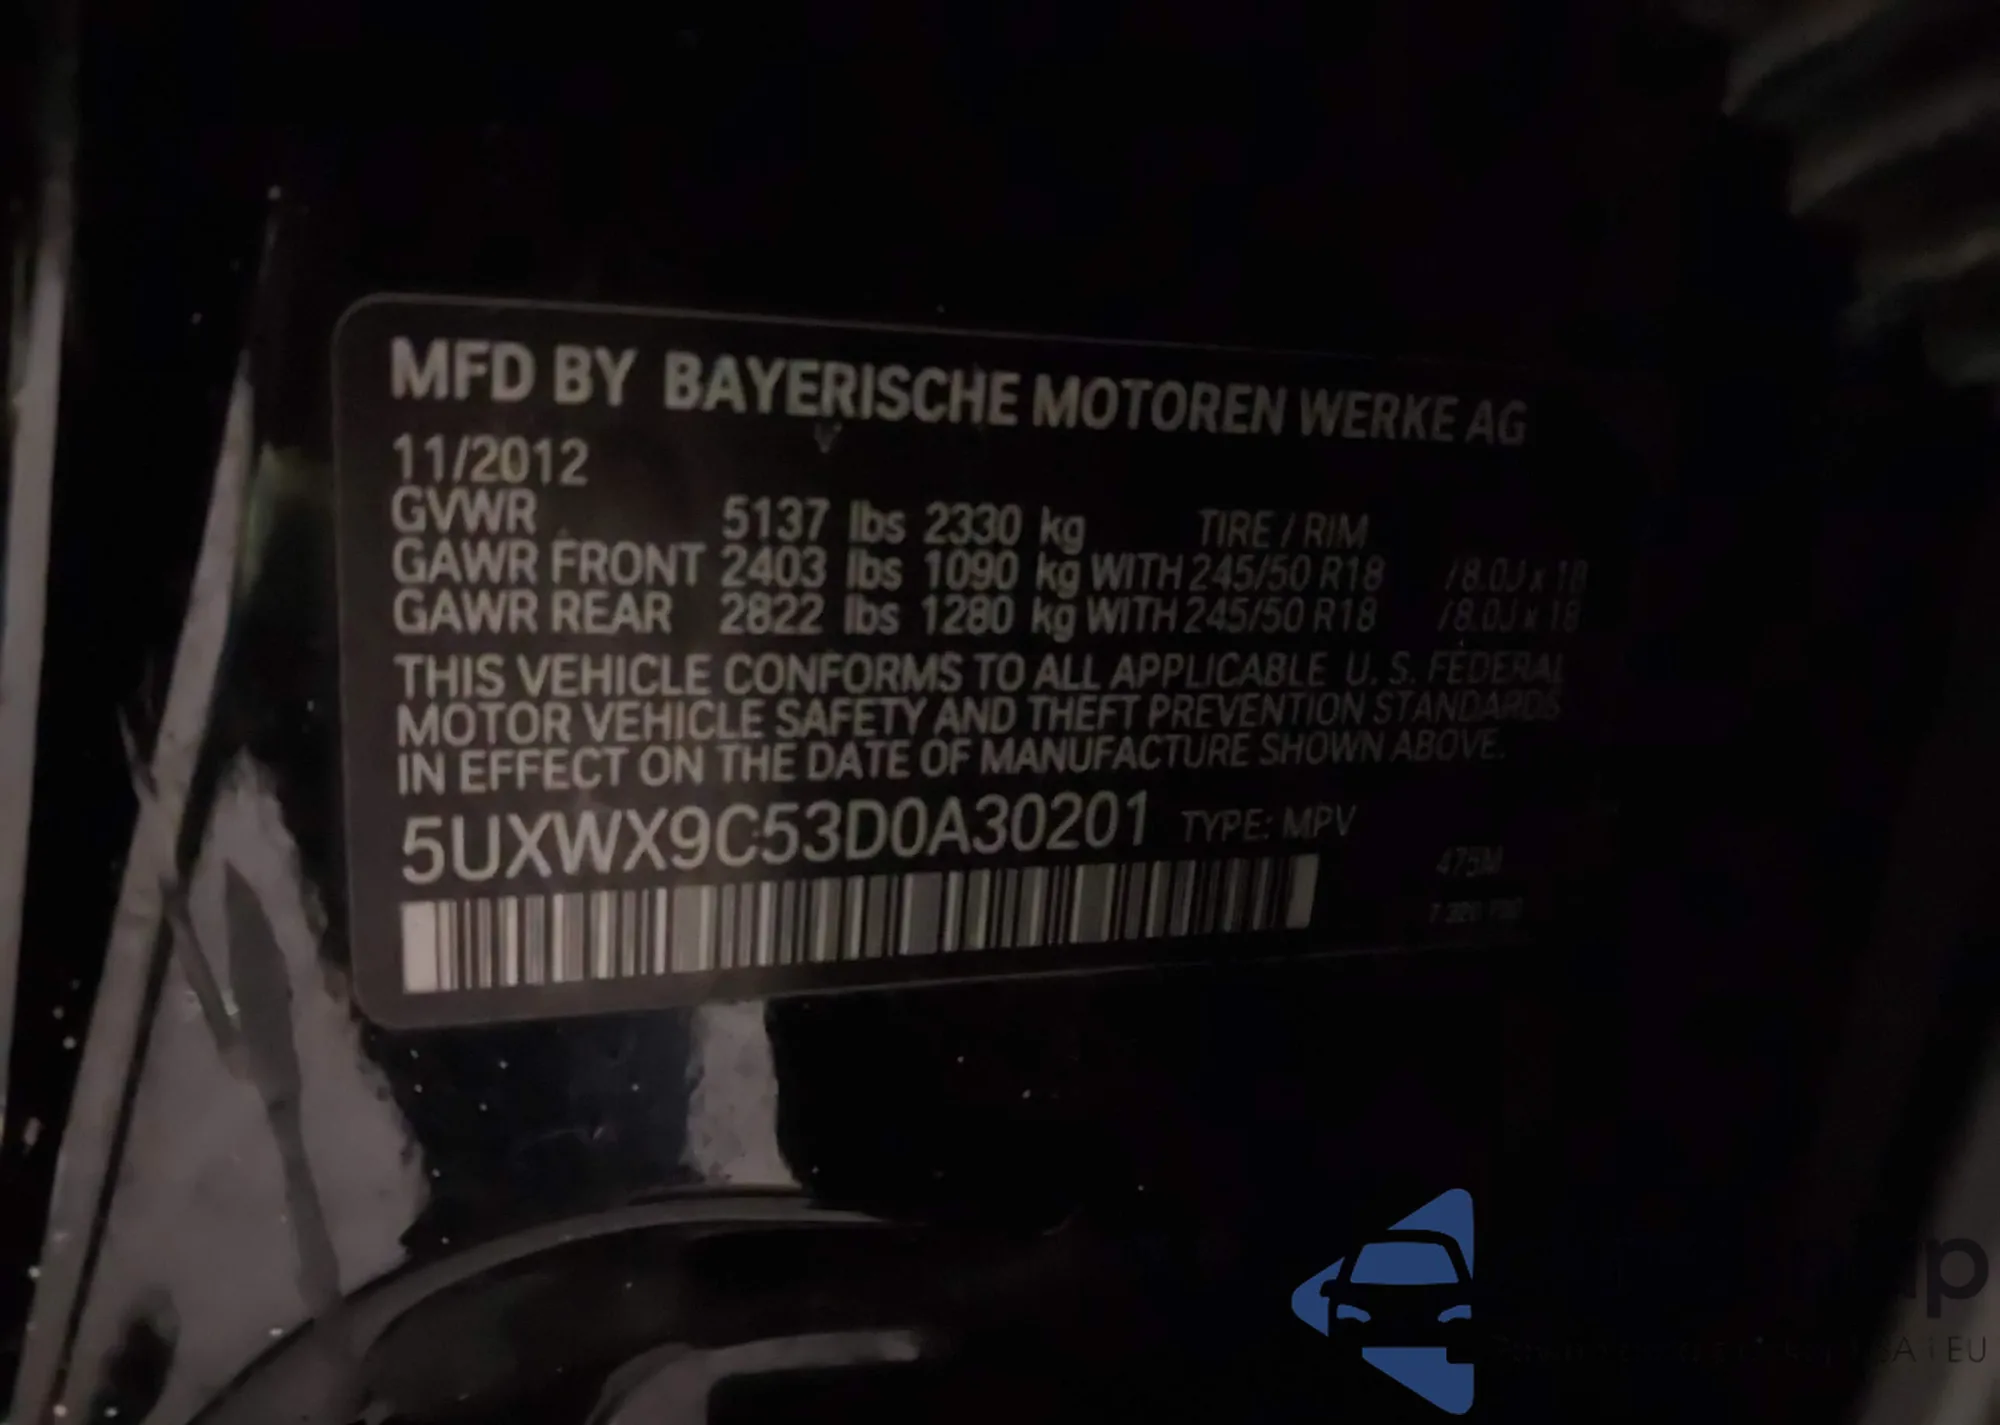 MFD BY BAYERISCHE MOTOREN WERKE AG
11/2012
GVWR 5137 lbs 2330 kg TIRE / RIM
GAWR FRONT 2403 lbs 1090 kg WITH 245/50 R18 /8.0J x 18
GAWR REAR 2822 lbs 1280 kg WITH 245/50 R18 /8.0J x 18
THIS VEHICLE CONFORMS TO ALL APPLICABLE U. S. FEDERAL
MOTOR VEHICLE SAFETY AND THEFT PREVENTION STANDARDS
IN EFFECT ON THE DATE OF MANUFACTURE SHOWN ABOVE.
5UXWX9C53D0A30201 TYPE: MPV
475M
EU